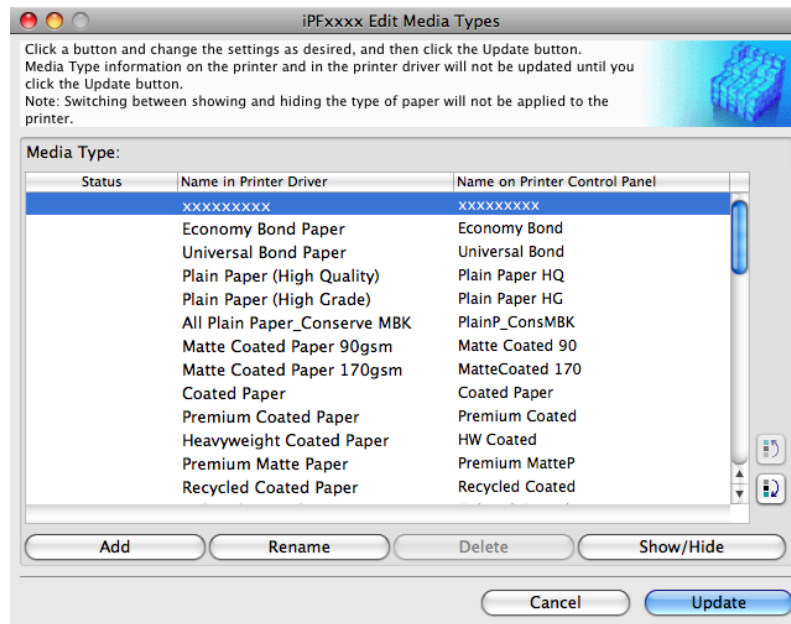 iPFxxxx Edit Media Types
Click a button and change the settings as desired, and then click the Update button.
Media Type information on the printer and in the printer driver will not be updated until you
click the Update button.
Note: Switching between showing and hiding the type of paper will not be applied to the
printer.
Media Type:
Status Name in Printer Driver Name on Printer Control Panel
xxxxxxxxx xxxxxxxxx
Economy Bond Paper Economy Bond
Universal Bond Paper Universal Bond
Plain Paper (High Quality) Plain Paper HQ
Plain Paper (High Grade) Plain Paper HG
All Plain Paper_Conserve MBK PlainP_ConsMBK
Matte Coated Paper 90gsm Matte Coated 90
Matte Coated Paper 170gsm MatteCoated 170
Coated Paper Coated Paper
Premium Coated Paper Premium Coated
Heavyweight Coated Paper HW Coated
Premium Matte Paper Premium MatteP
Recycled Coated Paper Recycled Coated
Add Rename Delete Show/Hide
Cancel Update